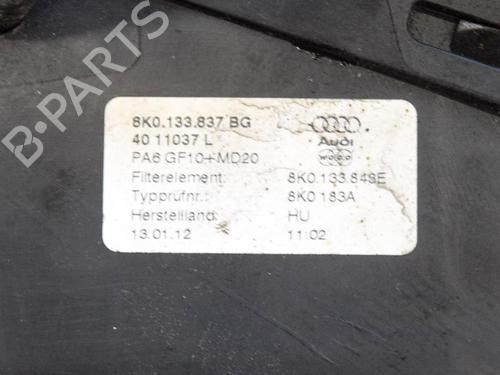 8K0.133.837 BG
40 11037 L
Audi
PA6 GF10+MD20
Filterelement: 8K0.133.843E
Typprüfnr.: 8K0 183A
Herstelland: HU
13.01.12 11:02
B-PARTS